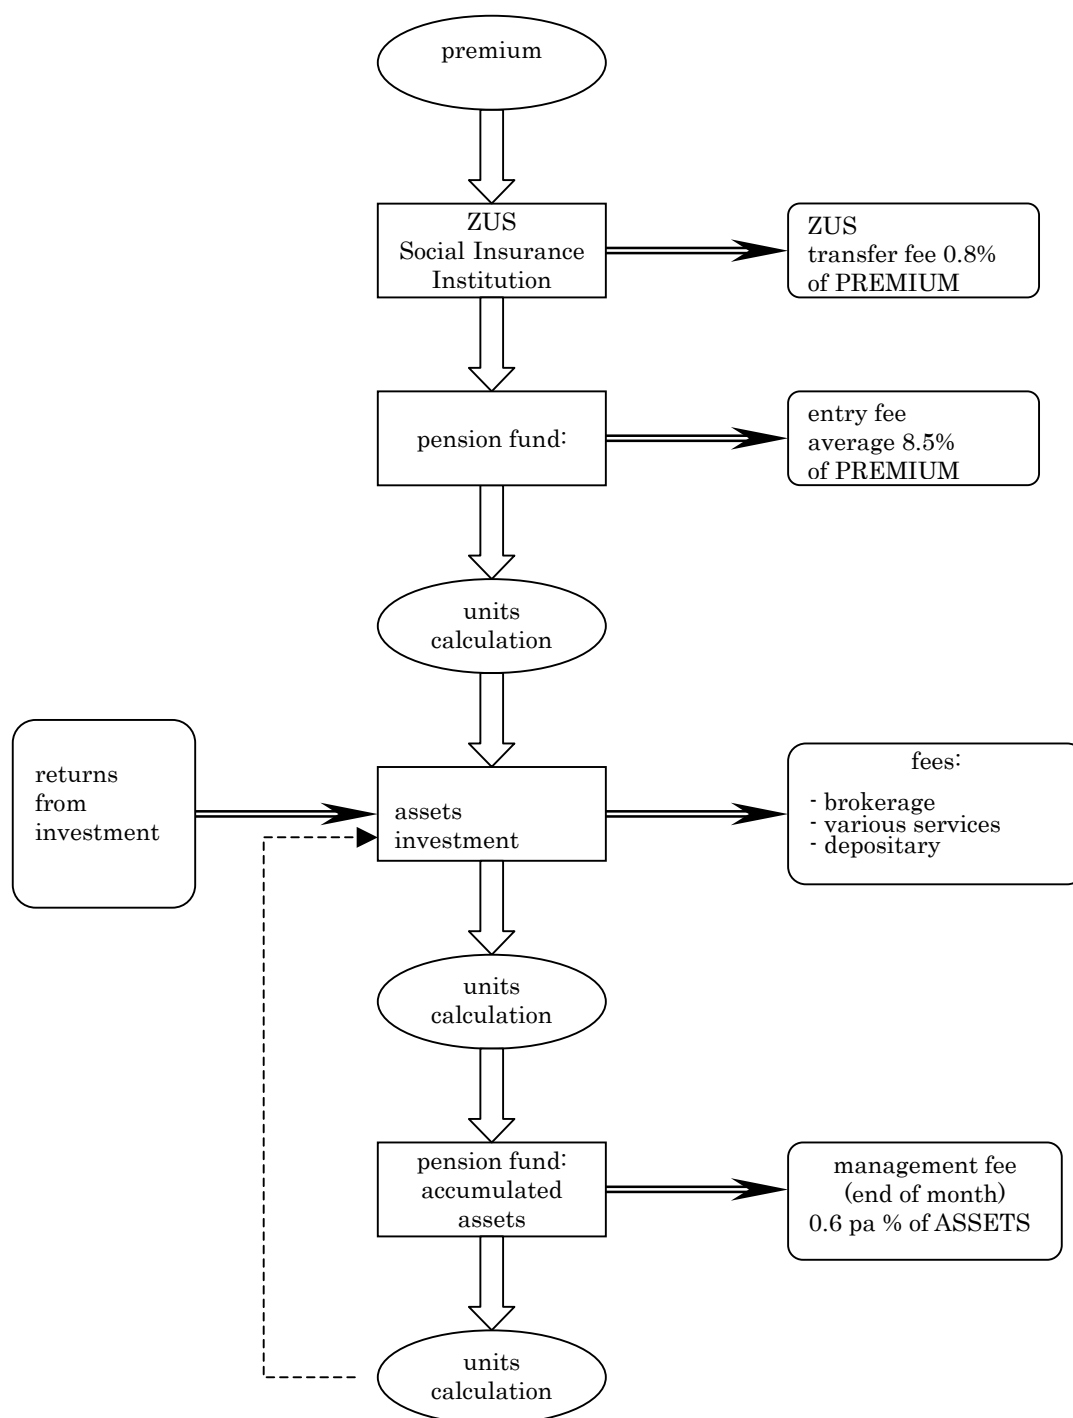 premium
ZUS
Social Insurance
Institution
ZUS
transfer fee 0.8%
of PREMIUM
pension fund:
entry fee
average 8.5%
of PREMIUM
units
calculation
returns
from
investment
assets
investment
fees:
- brokerage
- various services
- depositary
units
calculation
pension fund:
accumulated
assets
management fee
(end of month)
0.6 pa % of ASSETS
units
calculation